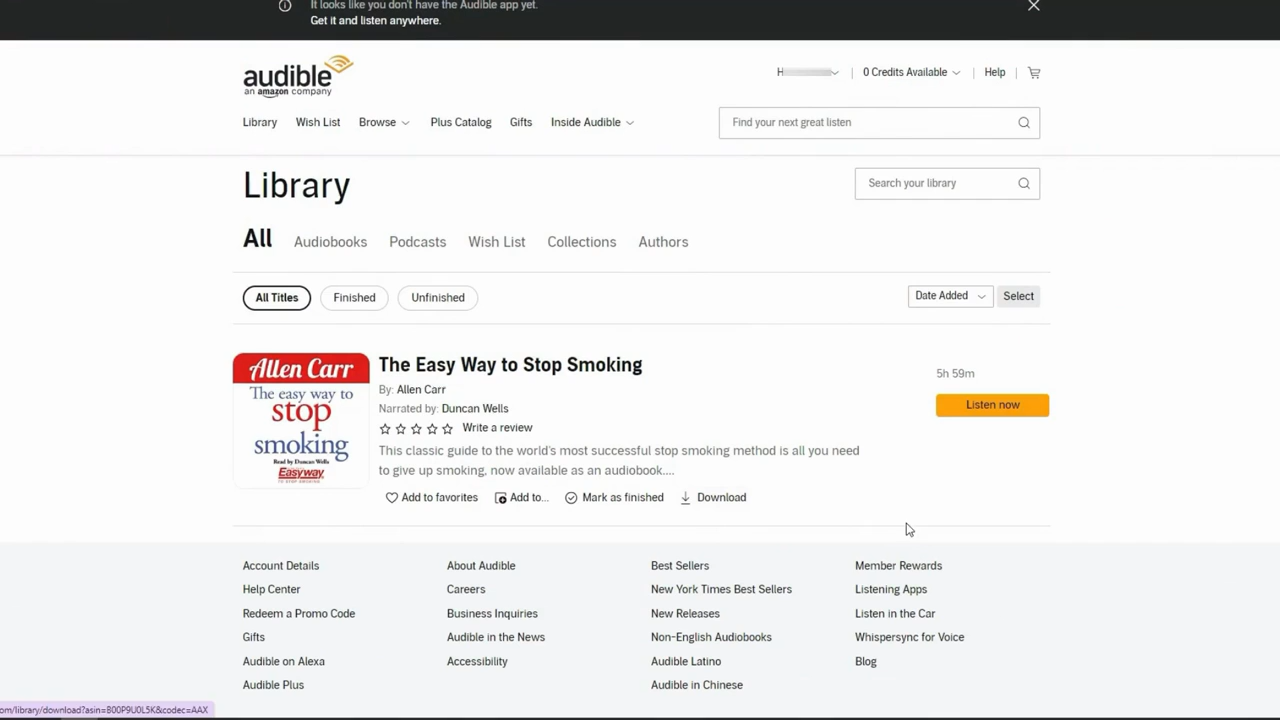 It looks like you don't have the Audible app yet.
Get it and listen anywhere.
audible
an amazon company
0 Credits Available
Help
Library
Wish List
Browse
Plus Catalog
Gifts
Inside Audible
Find your next great listen
Library
Search your library
All
Audiobooks
Podcasts
Wish List
Collections
Authors
All Titles
Finished
Unfinished
Date Added
Select
Allen Carr
The easy way to
stop
smoking
Read by Duncan Wells
Easyway
TO STOP SMOKING
The Easy Way to Stop Smoking
By: Allen Carr
Narrated by: Duncan Wells
Write a review
This classic guide to the world's most successful stop smoking method is all you need
to give up smoking, now available as an audiobook....
Add to favorites
Add to...
Mark as finished
Download
5h 59m
Listen now
Account Details
Help Center
Redeem a Promo Code
Gifts
Audible on Alexa
Audible Plus
About Audible
Careers
Business Inquiries
Audible in the News
Accessibility
Best Sellers
New York Times Best Sellers
New Releases
Non-English Audiobooks
Audible Latino
Audible in Chinese
Member Rewards
Listening Apps
Listen in the Car
Whispersync for Voice
Blog
om/library/download?asin=B00P9U0L5K&codec=AAX